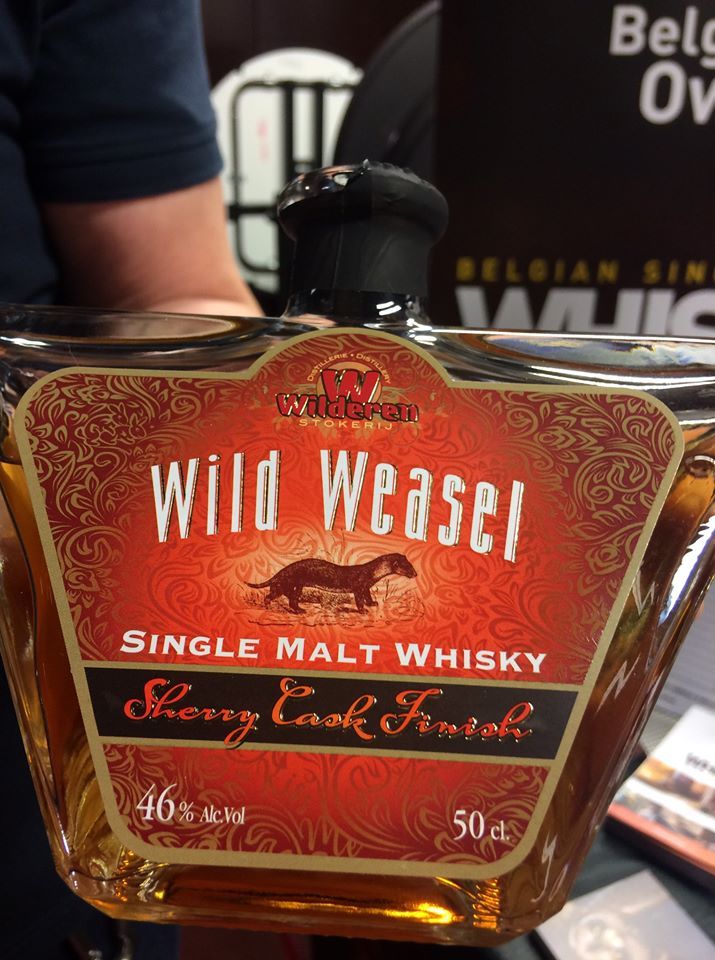 Belg
Ov
BELGIAN SIN
WHIS
DISTILLERIE • DISTILLERY
W
Wilderen
STOKERIJ
Wild Weasel
SINGLE MALT WHISKY
Sherry Cask Finish
46% Alc.Vol
50 cl.